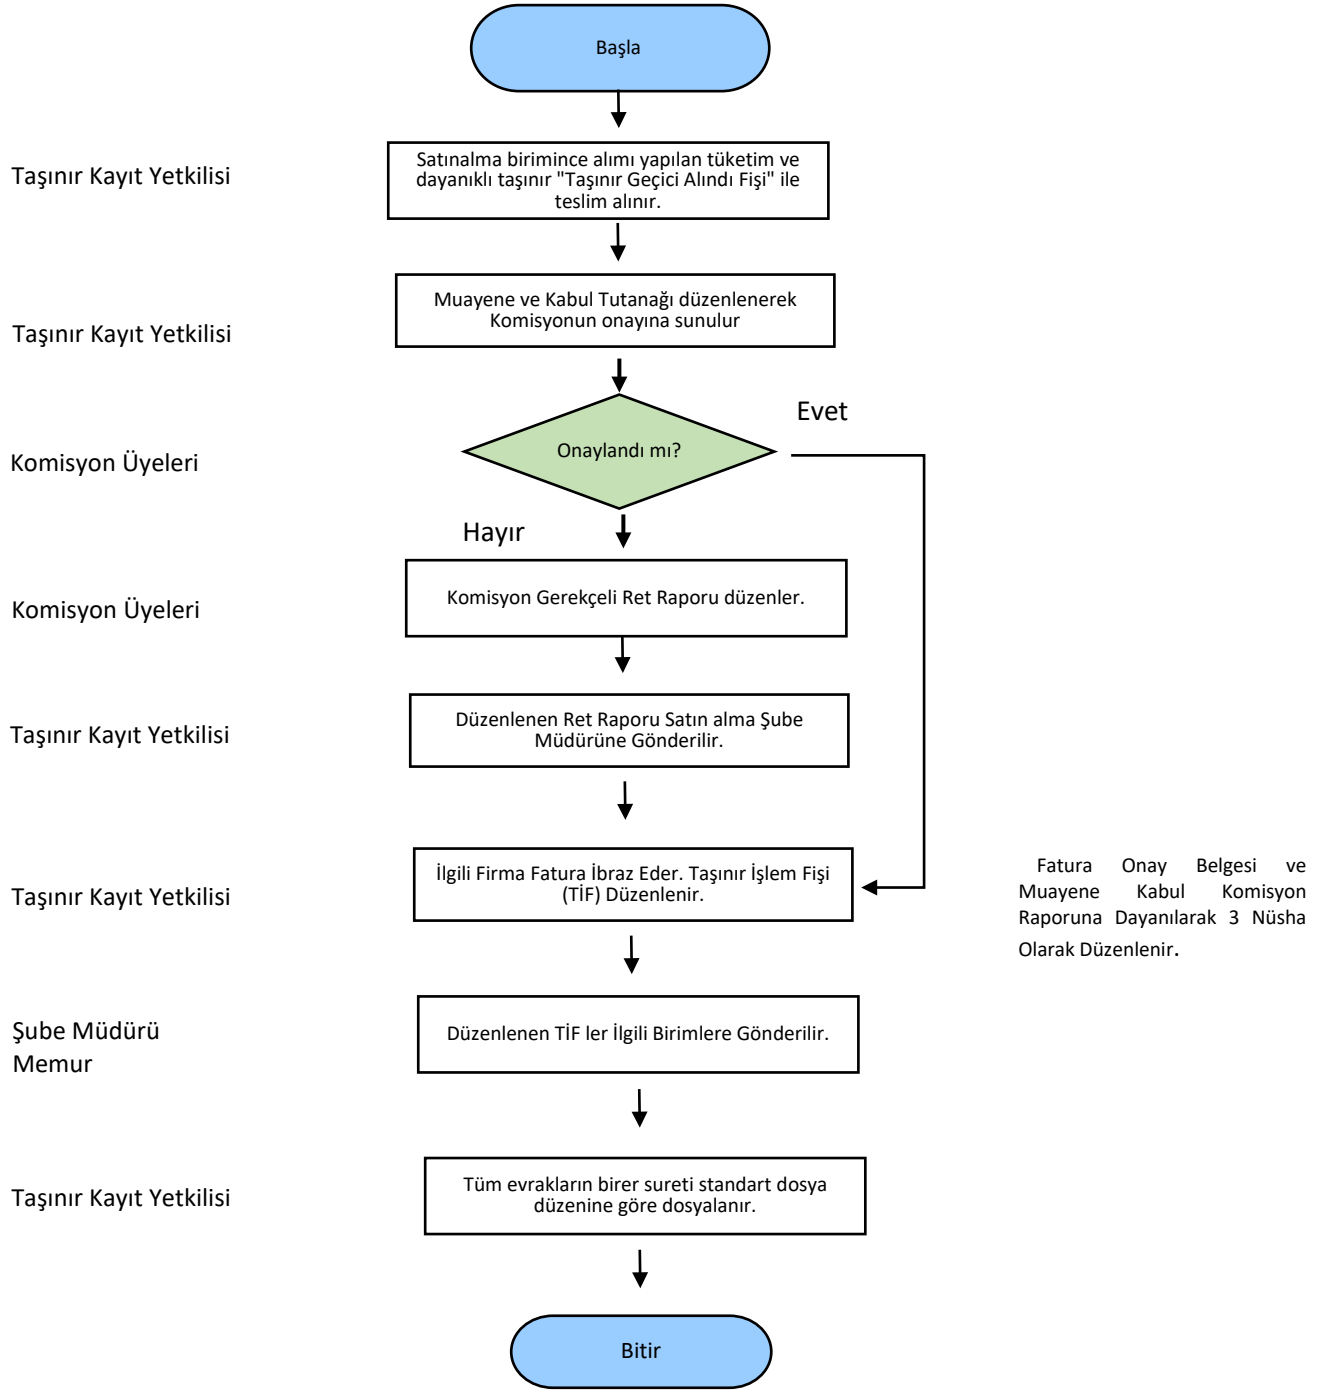 Başla
Taşınır Kayıt Yetkilisi
Satınalma birimince alımı yapılan tüketim ve
dayanıklı taşınır "Taşınır Geçici Alındı Fişi" ile
teslim alınır.
Taşınır Kayıt Yetkilisi
Muayene ve Kabul Tutanağı düzenlenerek
Komisyonun onayına sunulur
Evet
Komisyon Üyeleri
Onaylandı mı?
Hayır
Komisyon Üyeleri
Komisyon Gerekçeli Ret Raporu düzenler.
Taşınır Kayıt Yetkilisi
Düzenlenen Ret Raporu Satın alma Şube
Müdürüne Gönderilir.
Taşınır Kayıt Yetkilisi
İlgili Firma Fatura İbraz Eder. Taşınır İşlem Fişi
(TİF) Düzenlenir.
Fatura Onay Belgesi ve
Muayene Kabul Komisyon
Raporuna Dayanılarak 3 Nüsha
Olarak Düzenlenir.
Şube Müdürü
Memur
Düzenlenen TİF ler İlgili Birimlere Gönderilir.
Taşınır Kayıt Yetkilisi
Tüm evrakların birer sureti standart dosya
düzenine göre dosyalanır.
Bitir